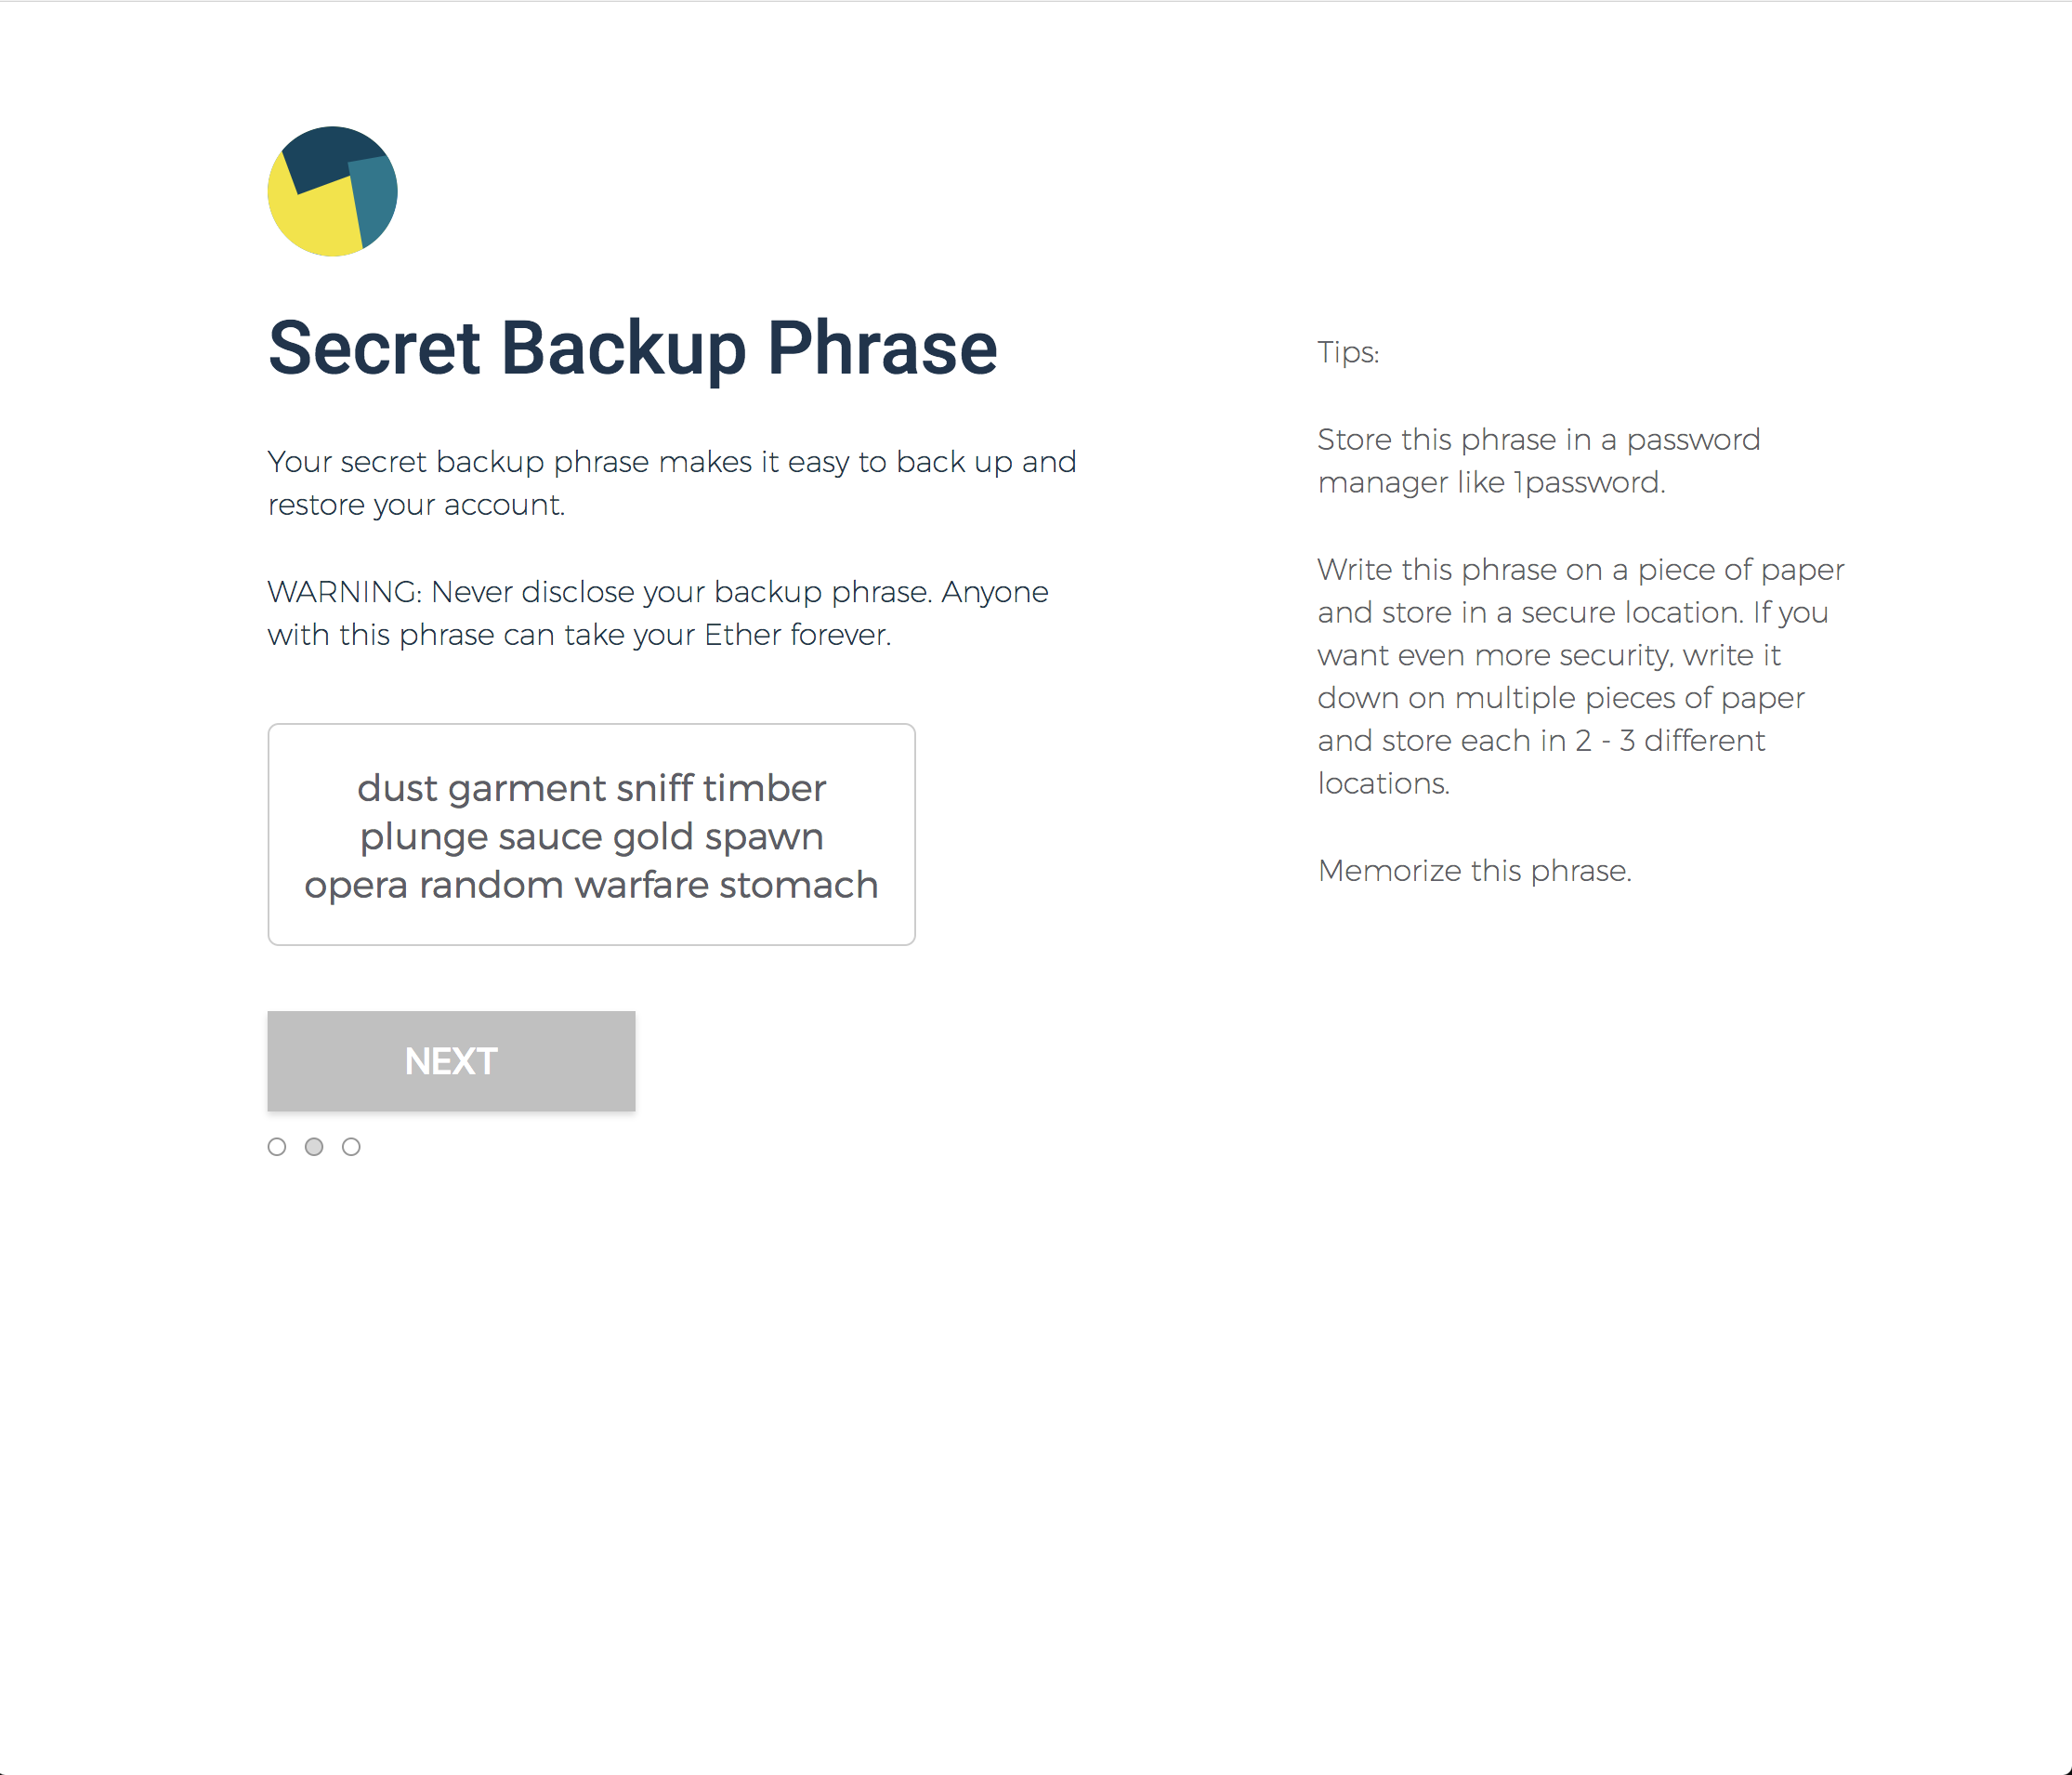 Secret Backup Phrase
Your secret backup phrase makes it easy to back up and
restore your account.
WARNING: Never disclose your backup phrase. Anyone
with this phrase can take your Ether forever.
dust garment sniff timber
plunge sauce gold spawn
opera random warfare stomach
NEXT
Tips:
Store this phrase in a password
manager like 1password.
Write this phrase on a piece of paper
and store in a secure location. If you
want even more security, write it
down on multiple pieces of paper
and store each in 2 - 3 different
locations.
Memorize this phrase.